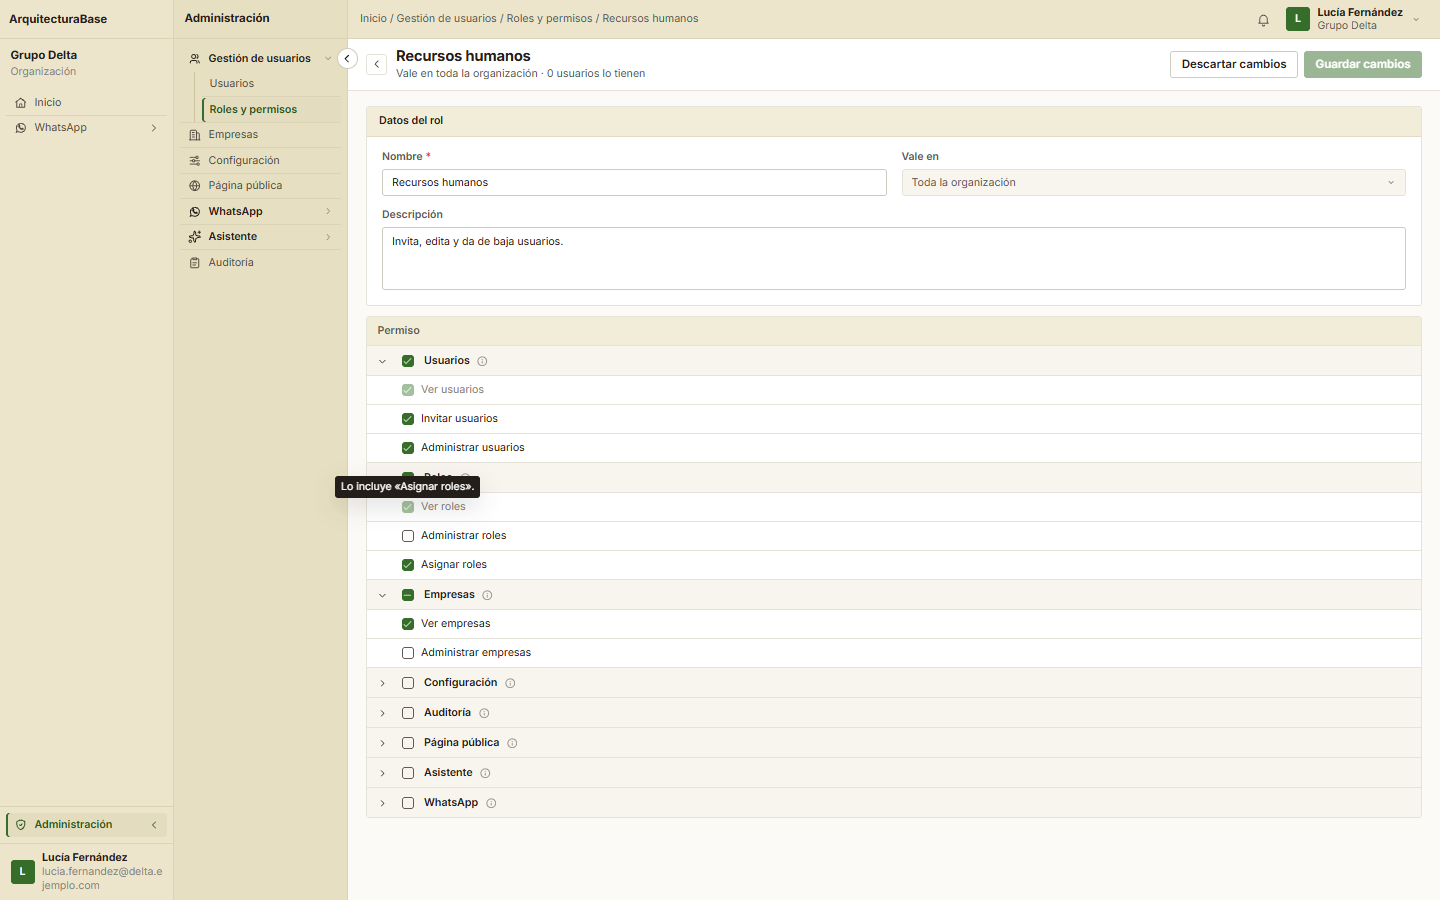 ArquitecturaBase
Grupo Delta
Organización
Inicio
WhatsApp
Administración
Lucía Fernández
lucia.fernandez@delta.e
jemplo.com
Administración
Gestión de usuarios
Usuarios
Roles y permisos
Empresas
Configuración
Página pública
WhatsApp
Asistente
Auditoría
Inicio / Gestión de usuarios / Roles y permisos / Recursos humanos
L
Lucía Fernández
Grupo Delta
Recursos humanos
Vale en toda la organización · 0 usuarios lo tienen
Descartar cambios
Guardar cambios
Datos del rol
Nombre *
Recursos humanos
Vale en
Toda la organización
Descripción
Invita, edita y da de baja usuarios.
Permiso
Usuarios
Ver usuarios
Invitar usuarios
Administrar usuarios
Lo incluye «Asignar roles».
Ver roles
Administrar roles
Asignar roles
Empresas
Ver empresas
Administrar empresas
Configuración
Auditoría
Página pública
Asistente
WhatsApp
L